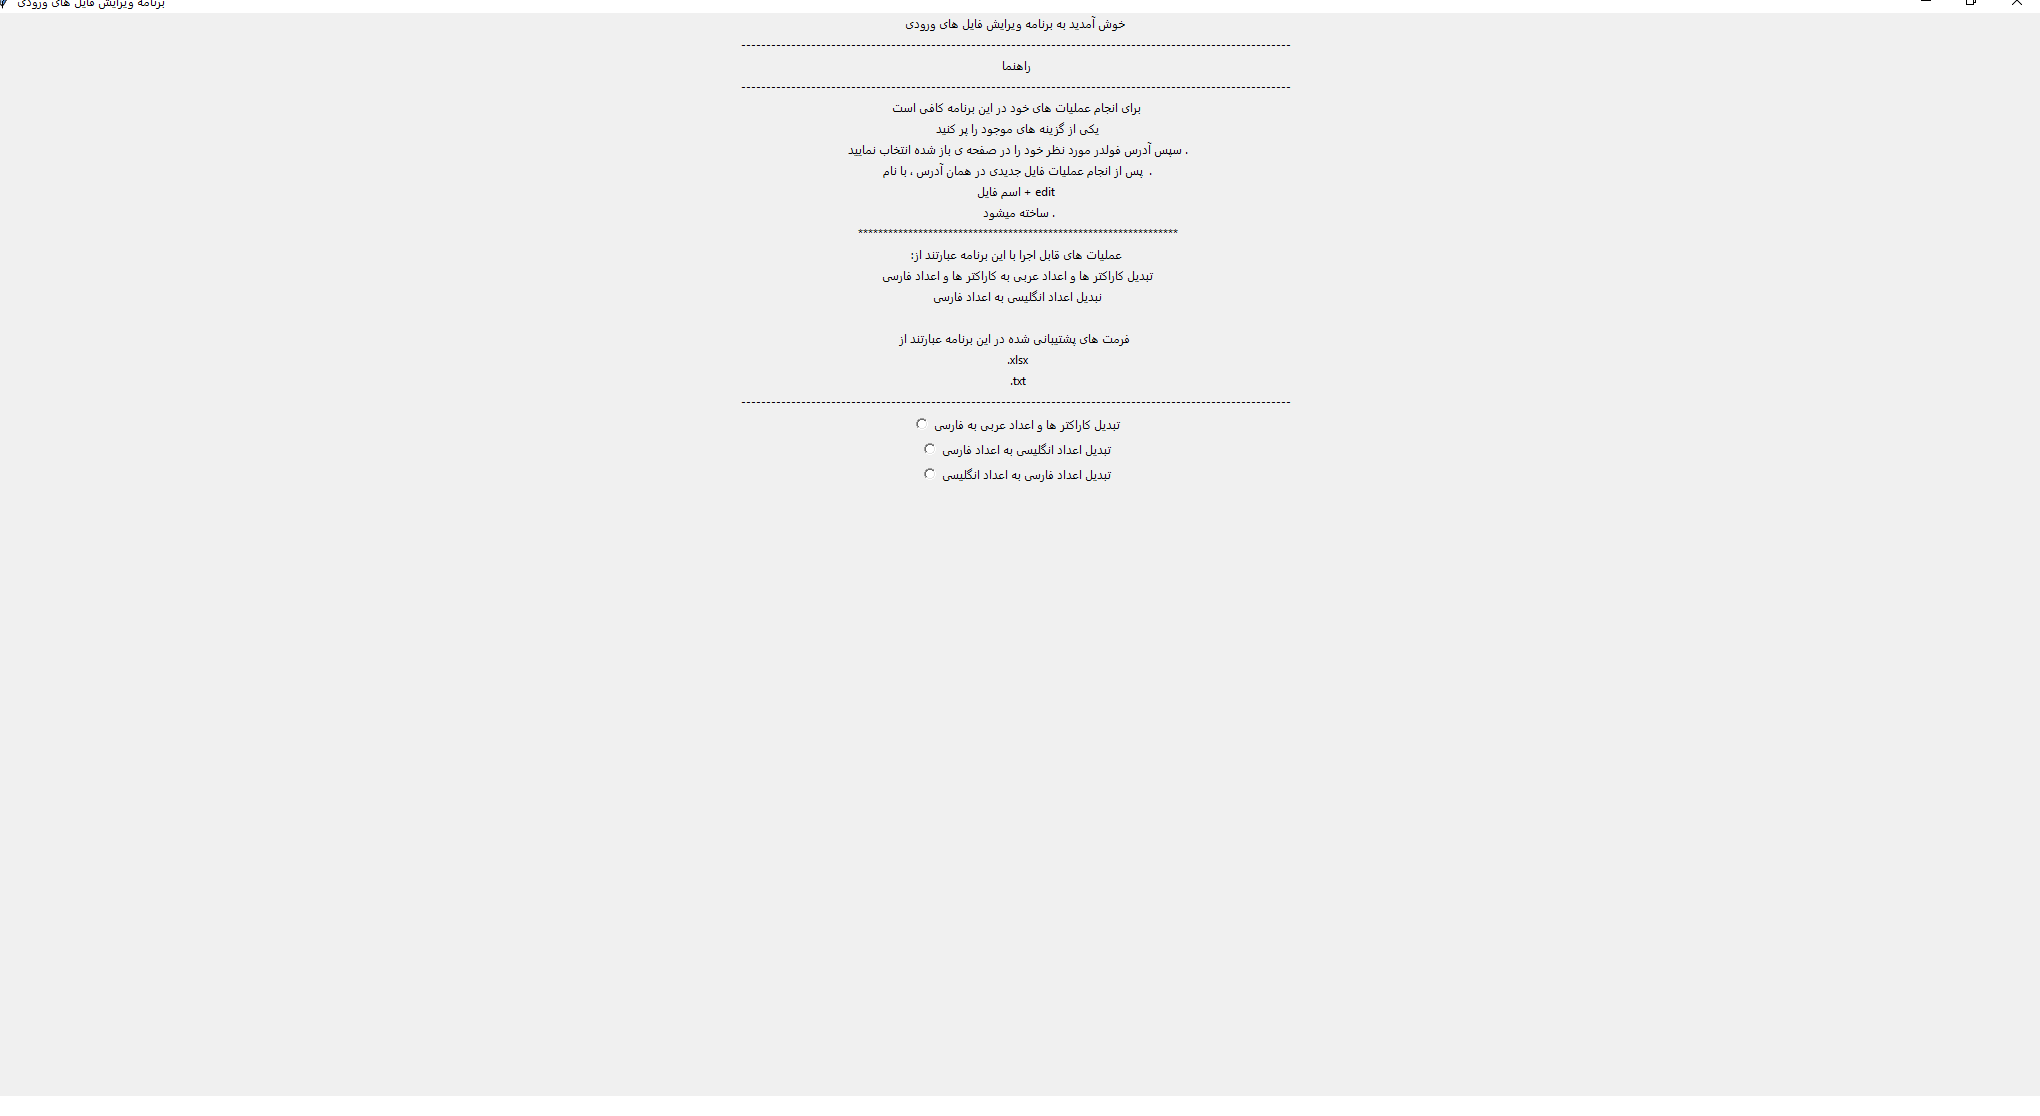 برنامه ویرایش فایل های ورودی
خوش آمدید به برنامه ویرایش فایل های ورودی
--------------------------------------------------------------------------------------------------------------
راهنما
--------------------------------------------------------------------------------------------------------------
برای انجام عملیات های خود در این برنامه کافی است
یکی از گزینه های موجود را پر کنید
. سپس آدرس فولدر مورد نظر خود را در صفحه ی باز شده انتخاب نمایید
. پس از انجام عملیات فایل جدیدی در همان آدرس ، با نام
edit + اسم فایل
. ساخته میشود
****************************************************************
عملیات های قابل اجرا با این برنامه عبارتند از:
تبدیل کاراکتر ها و اعداد عربی به کاراکتر ها و اعداد فارسی
نبدیل اعداد انگلیسی به اعداد فارسی
فرمت های پشتیبانی شده در این برنامه عبارتند از
.xlsx
.txt
--------------------------------------------------------------------------------------------------------------
تبدیل کاراکتر ها و اعداد عربی به فارسی
تبدیل اعداد انگلیسی به اعداد فارسی
تبدیل اعداد فارسی به اعداد انگلیسی